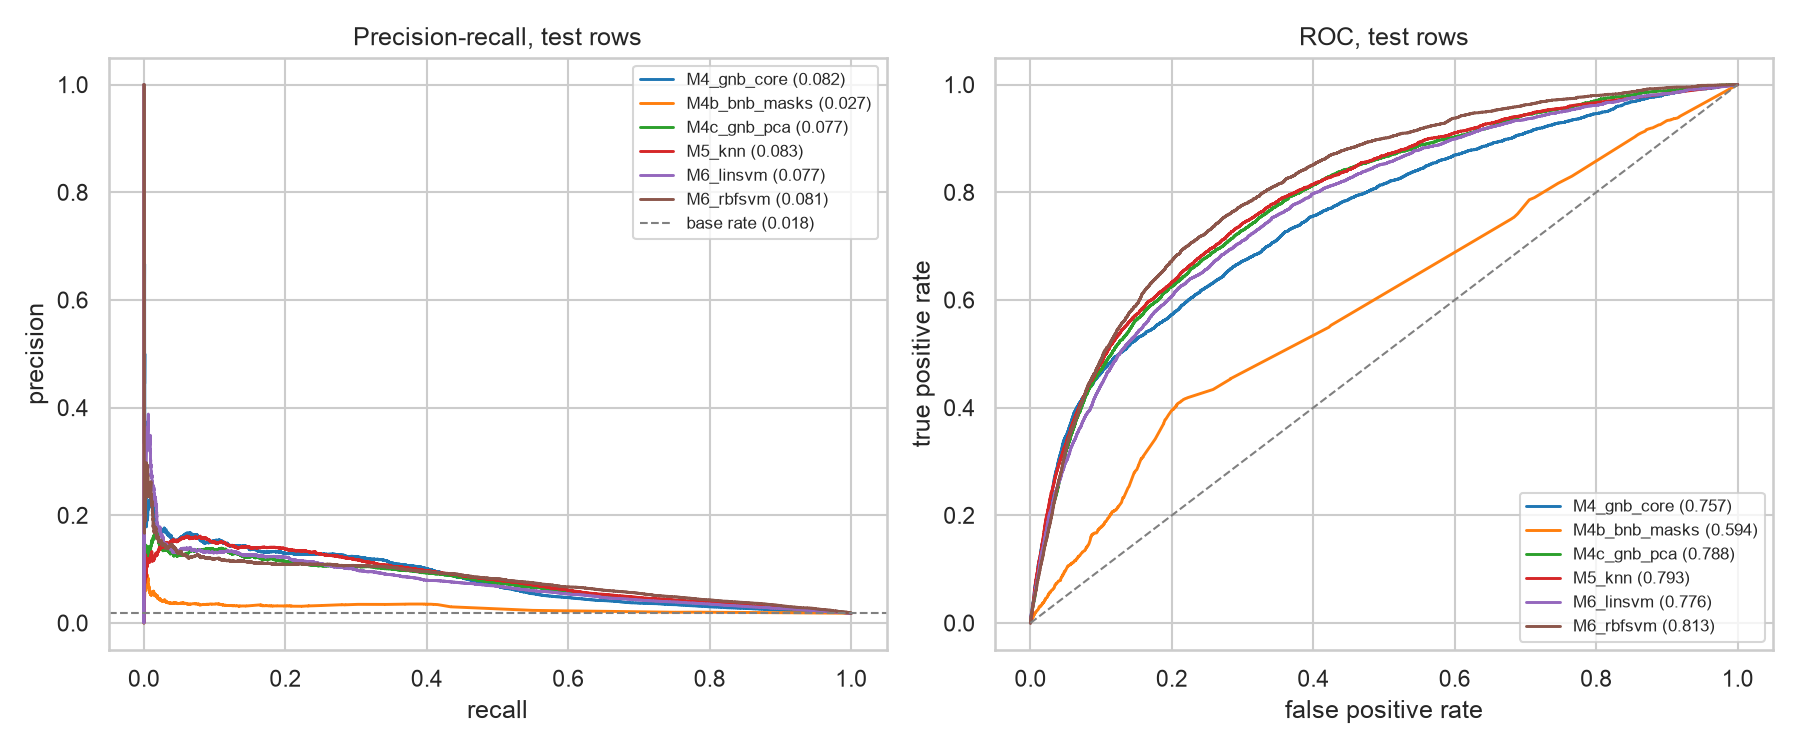 Precision-recall, test rows
1.0
0.8
0.6
0.4
0.2
0.0
precision
0.0 0.2 0.4 0.6 0.8 1.0
recall
M4_gnb_core (0.082)
M4b_bnb_masks (0.027)
M4c_gnb_pca (0.077)
M5_knn (0.083)
M6_linsvm (0.077)
M6_rbfsvm (0.081)
base rate (0.018)
ROC, test rows
1.0
0.8
0.6
0.4
0.2
0.0
true positive rate
0.0 0.2 0.4 0.6 0.8 1.0
false positive rate
M4_gnb_core (0.757)
M4b_bnb_masks (0.594)
M4c_gnb_pca (0.788)
M5_knn (0.793)
M6_linsvm (0.776)
M6_rbfsvm (0.813)